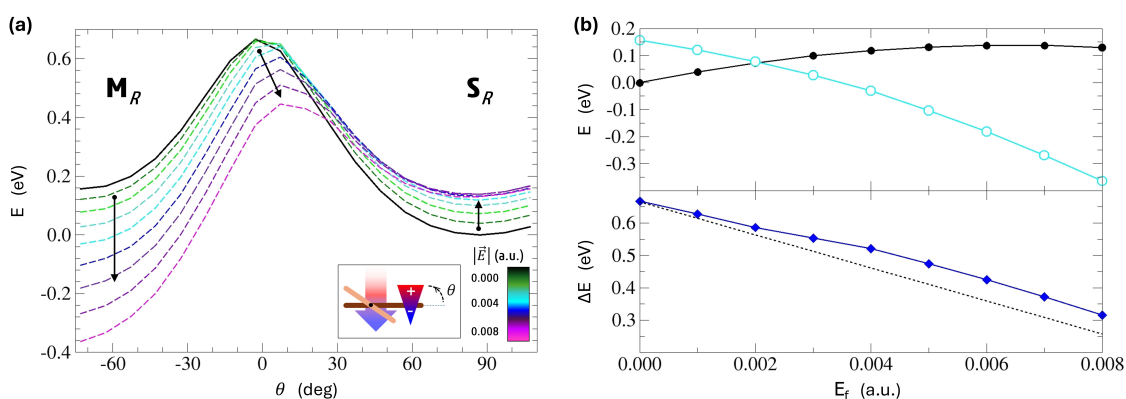 (a)
E (eV)
0.6
0.4
0.2
0.0
-0.2
-0.4
-60
-30
0
30
60
90
θ (deg)
M_R
S_R
|E⃗| (a.u.)
0.000
0.004
0.008
+
−
θ
(b)
E (eV)
0.2
0.1
0.0
-0.1
-0.2
-0.3
ΔE (eV)
0.6
0.5
0.4
0.3
0.000
0.002
0.004
0.006
0.008
E_f (a.u.)